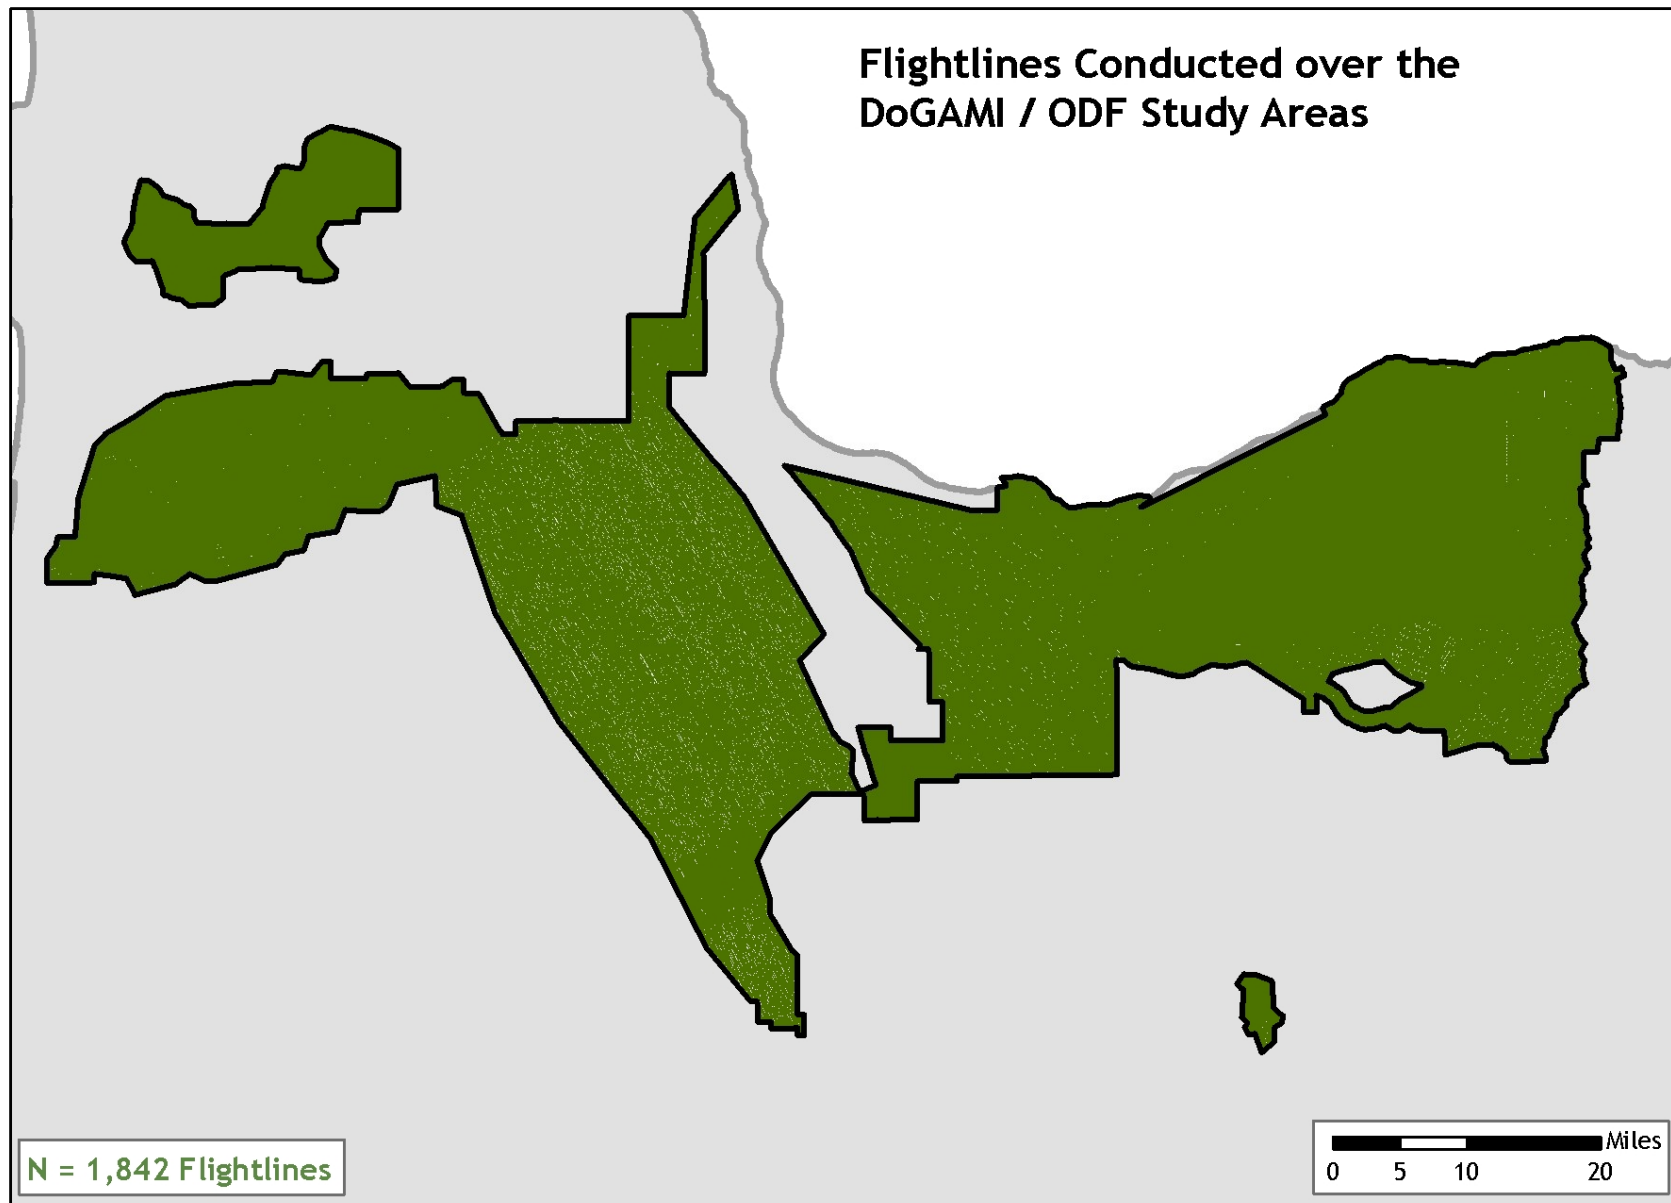 Flightlines Conducted over the
DoGAMI / ODF Study Areas
N = 1,842 Flightlines
Miles
0 5 10 20